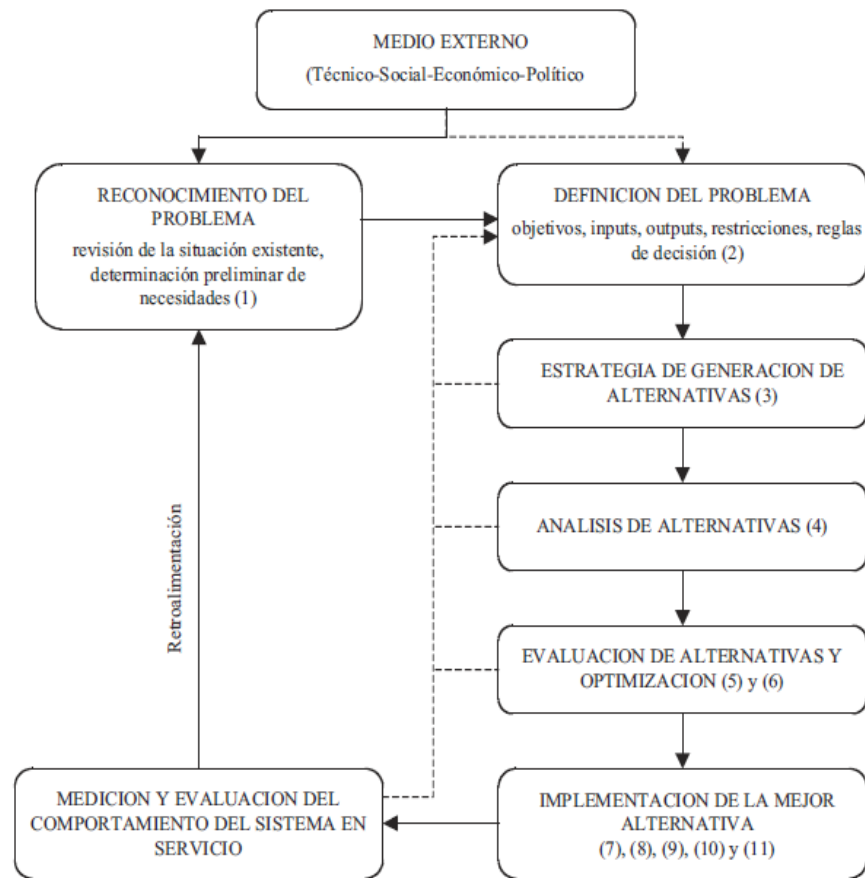 MEDIO EXTERNO
(Técnico-Social-Económico-Político
RECONOCIMIENTO DEL
PROBLEMA
revisión de la situación existente,
determinación preliminar de
necesidades (1)
DEFINICION DEL PROBLEMA
objetivos, inputs, outputs, restricciones, reglas
de decisión (2)
ESTRATEGIA DE GENERACION DE
ALTERNATIVAS (3)
ANALISIS DE ALTERNATIVAS (4)
Retroalimentación
EVALUACION DE ALTERNATIVAS Y
OPTIMIZACION (5) y (6)
MEDICION Y EVALUACION DEL
COMPORTAMIENTO DEL SISTEMA EN
SERVICIO
IMPLEMENTACION DE LA MEJOR
ALTERNATIVA
(7), (8), (9), (10) y (11)